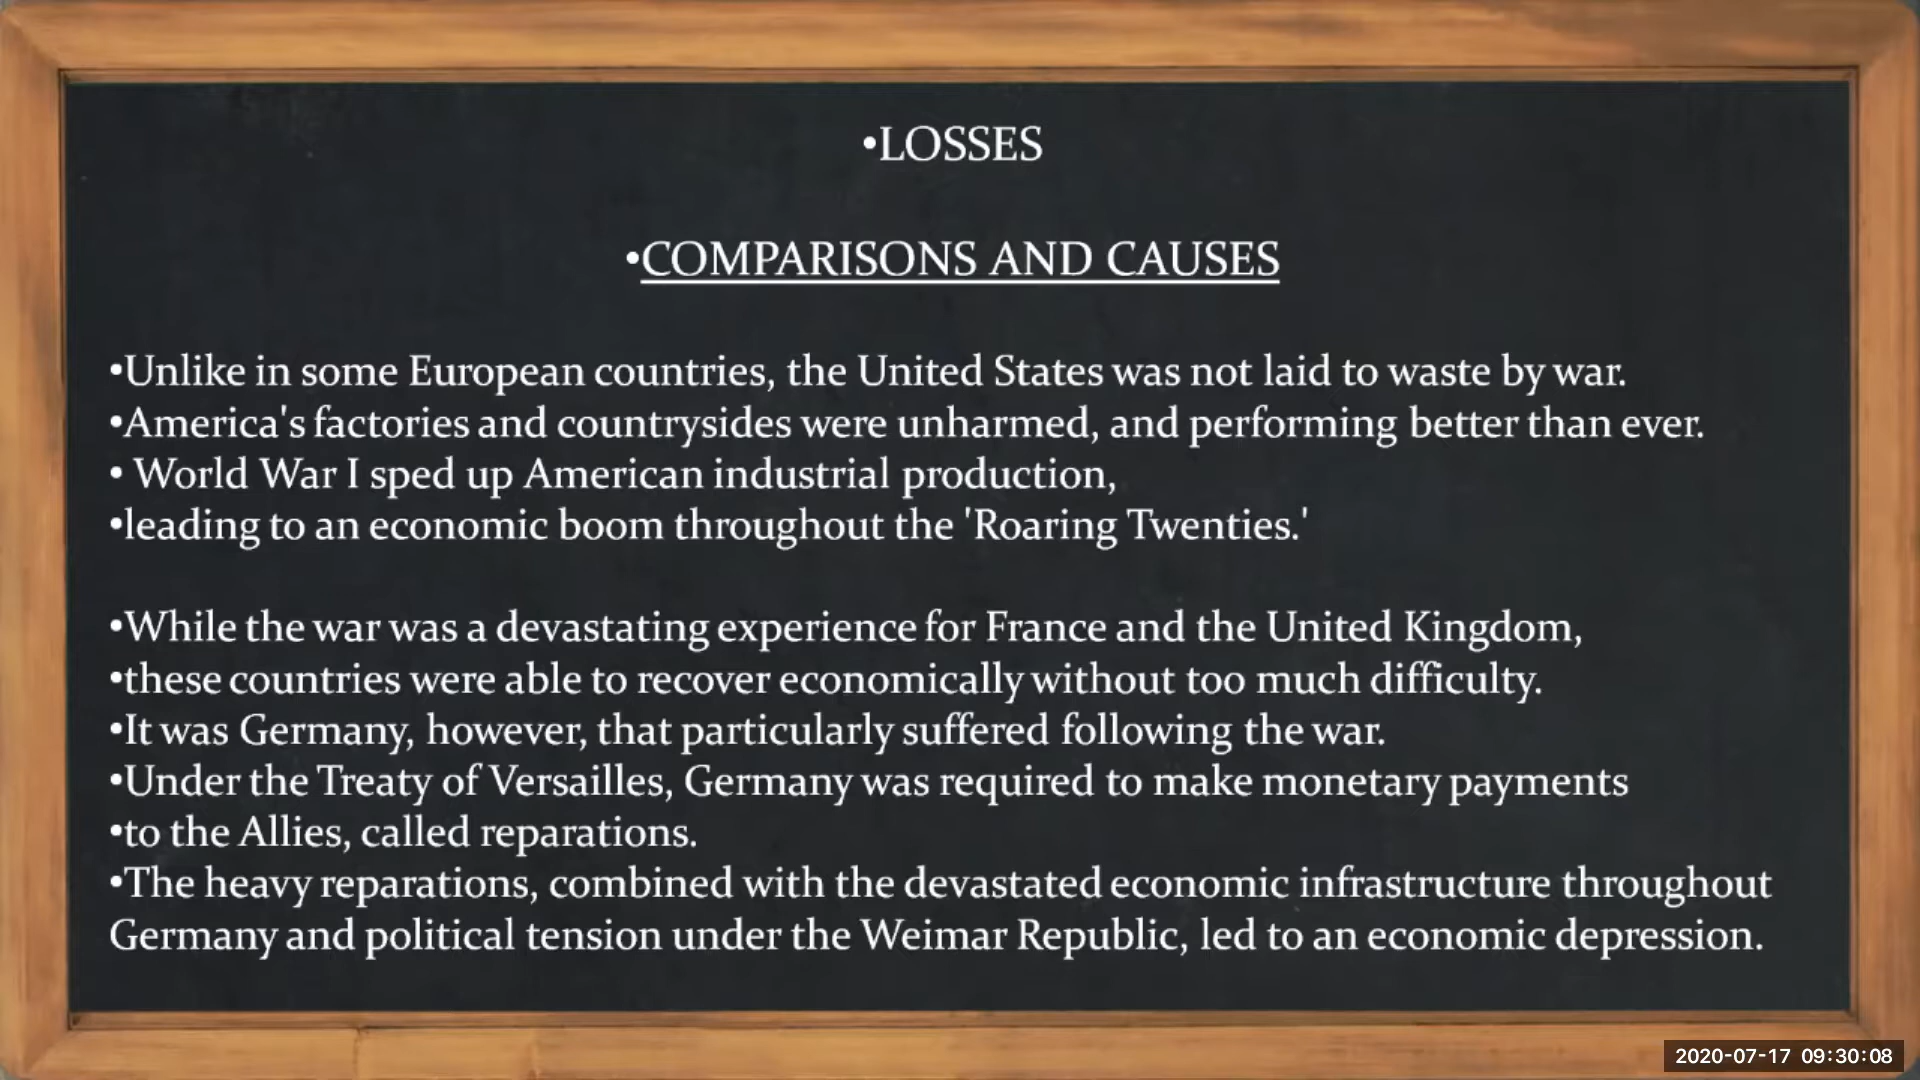 •LOSSES
•COMPARISONS AND CAUSES
•Unlike in some European countries, the United States was not laid to waste by war.
•America's factories and countrysides were unharmed, and performing better than ever.
• World War I sped up American industrial production,
•leading to an economic boom throughout the 'Roaring Twenties.'
•While the war was a devastating experience for France and the United Kingdom,
•these countries were able to recover economically without too much difficulty.
•It was Germany, however, that particularly suffered following the war.
•Under the Treaty of Versailles, Germany was required to make monetary payments
•to the Allies, called reparations.
•The heavy reparations, combined with the devastated economic infrastructure throughout
Germany and political tension under the Weimar Republic, led to an economic depression.
2020-07-17 09:30:08